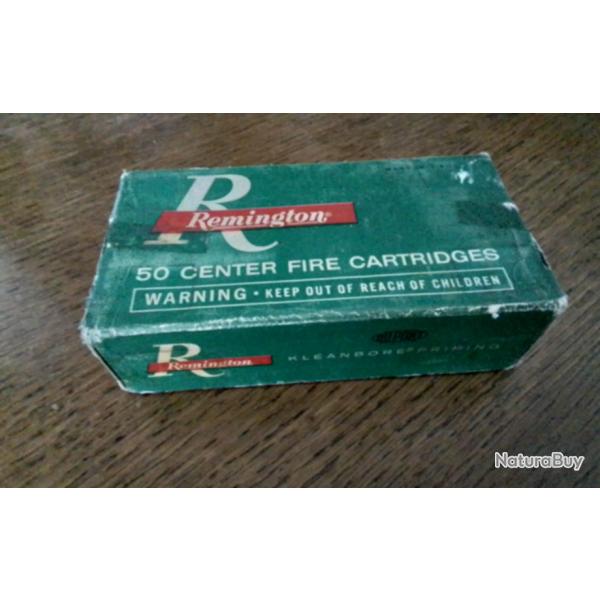 R
Remington®
50 CENTER FIRE CARTRIDGES
WARNING • KEEP OUT OF REACH OF CHILDREN
R
Remington
KLEANBORE® PRIMING
NaturaBuy